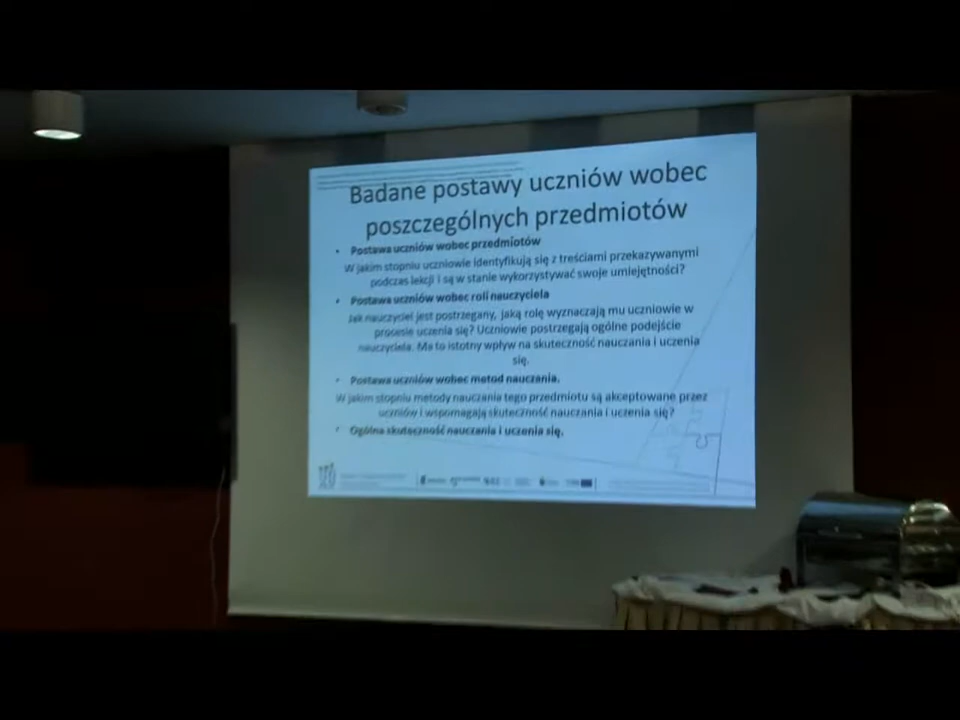 Badane postawy uczniów wobec
poszczególnych przedmiotów
• Postawa uczniów wobec przedmiotów
W jakim stopniu uczniowie identyfikują się z treściami przekazywanymi
podczas lekcji i są w stanie wykorzystywać swoje umiejętności?
• Postawa uczniów wobec roli nauczyciela
Jak nauczyciel jest postrzegany, jaką rolę wyznaczają mu uczniowie w
procesie uczenia się? Uczniowie postrzegają ogólne podejście
nauczyciela. Ma to istotny wpływ na skuteczność nauczania i uczenia
się.
• Postawa uczniów wobec metod nauczania.
W jakim stopniu metody nauczania tego przedmiotu są akceptowane przez
uczniów i wspomagają skuteczność nauczania i uczenia się?
• Ogólna skuteczność nauczania i uczenia się.